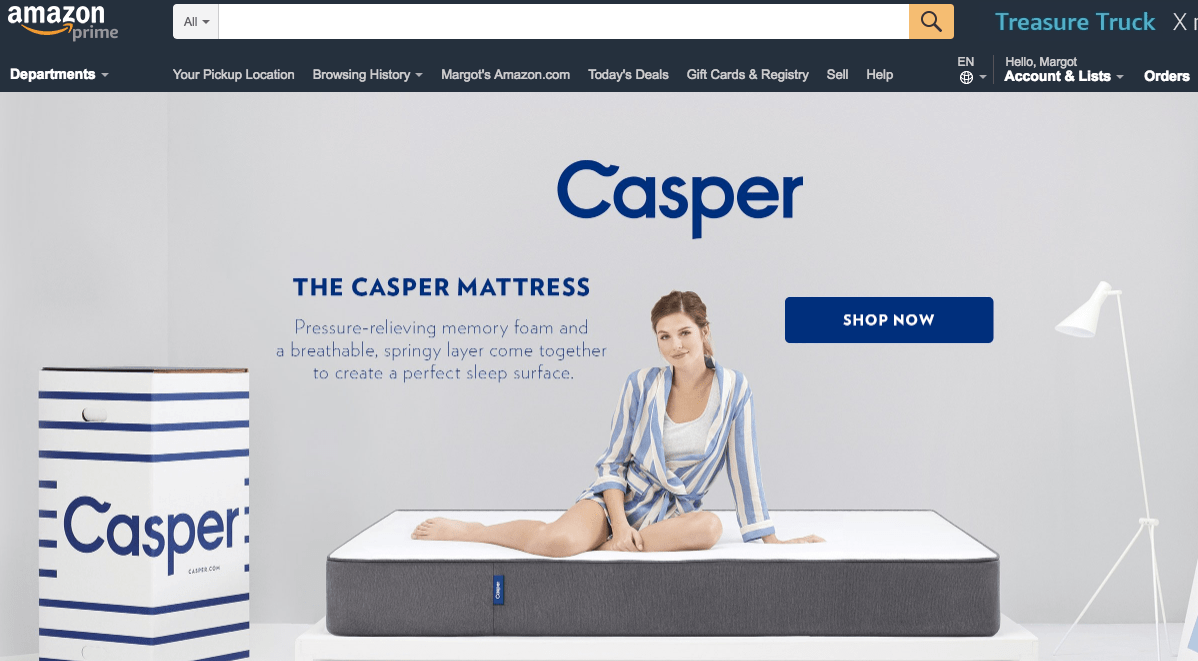 amazon
prime
All
Treasure Truck
Departments
Your Pickup Location
Browsing History
Margot's Amazon.com
Today's Deals
Gift Cards & Registry
Sell
Help
EN
Hello, Margot
Account & Lists
Orders
Casper
THE CASPER MATTRESS
Pressure-relieving memory foam and
a breathable, springy layer come together
to create a perfect sleep surface.
SHOP NOW
Casper
CASPER.COM
Casper